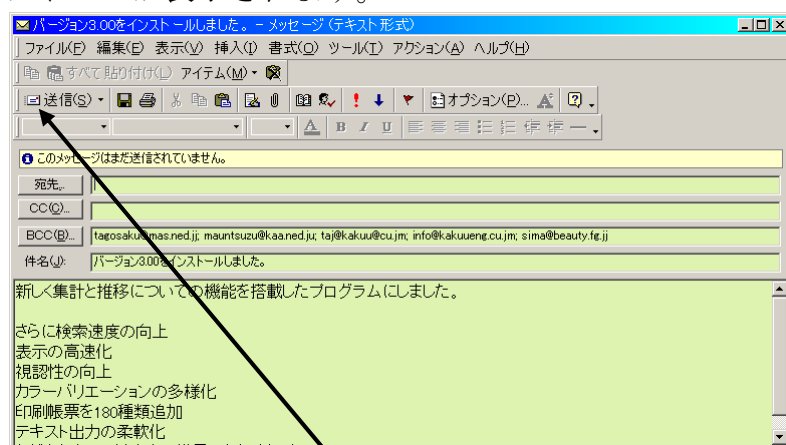 バージョン3.00をインストールしました。 - メッセージ (テキスト形式)
ファイル(F) 編集(E) 表示(V) 挿入(I) 書式(O) ツール(T) アクション(A) ヘルプ(H)
すべて貼り付け(L) アイテム(M)
送信(S) オプション(P)...
A B I U
このメッセージはまだ送信されていません。
宛先...
CC(C)...
BCC(B)... tagosaku@mas.ned.jj; mauntsuzu@kaa.ned.ju; taj@kakuu@cu.jm; info@kakuueng.cu.jm; sima@beauty.fg.jj
件名(J): バージョン3.00をインストールしました。
新しく集計と推移についての機能を搭載したプログラムにしました。
さらに検索速度の向上
表示の高速化
視認性の向上
カラーバリエーションの多様化
印刷帳票を180種類追加
テキスト出力の柔軟化